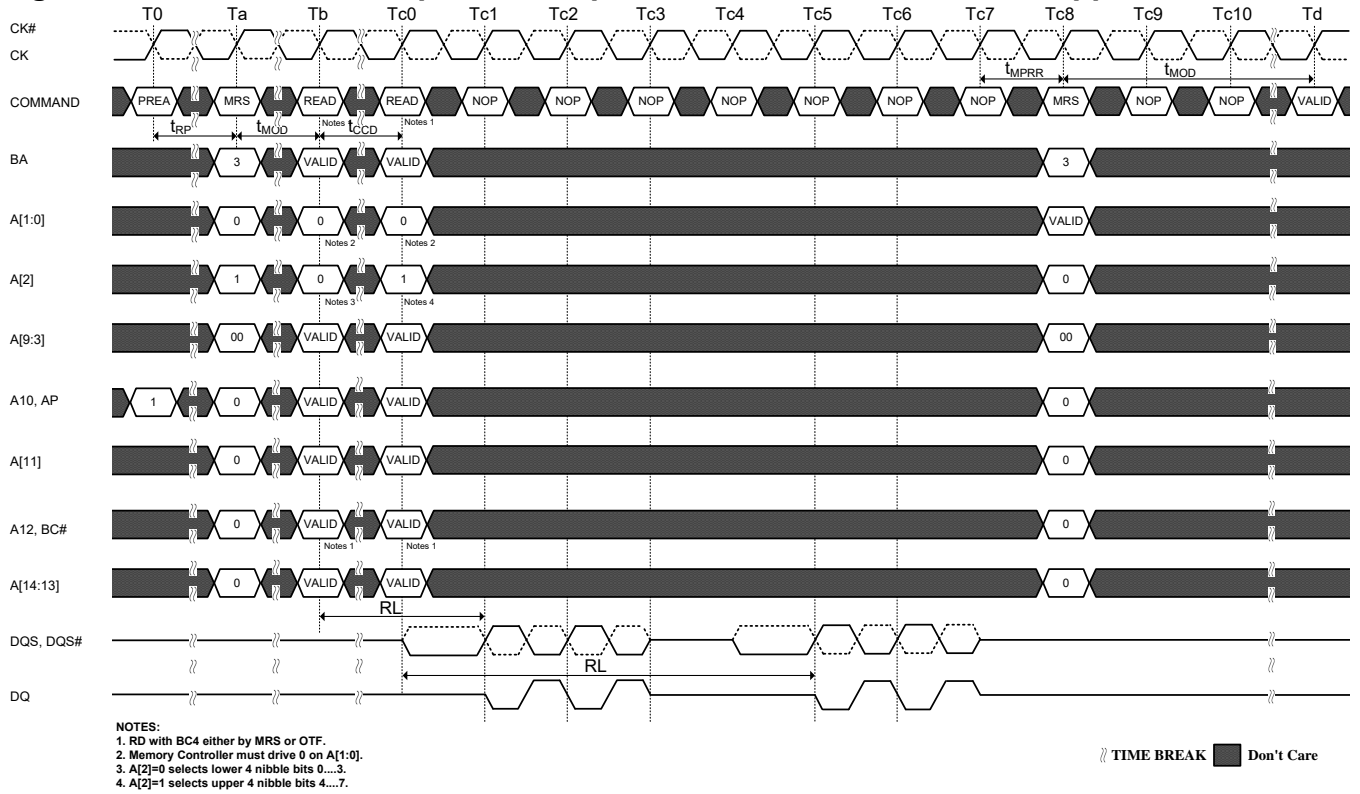 T0 Ta Tb Tc0 Tc1 Tc2 Tc3 Tc4 Tc5 Tc6 Tc7 Tc8 Tc9 Tc10 Td
CK#
CK
tMPRR tMOD
COMMAND PREA MRS READ READ NOP NOP NOP NOP NOP NOP NOP MRS NOP NOP VALID
Notes 1 Notes 1
tRP tMOD tCCD
BA 3 VALID VALID 3
A[1:0] 0 0 0 VALID
Notes 2 Notes 2
A[2] 1 0 1 0
Notes 3 Notes 4
A[9:3] 00 VALID VALID 00
A10, AP 1 0 VALID VALID 0
A[11] 0 VALID VALID 0
A12, BC# 0 VALID VALID 0
Notes 1 Notes 1
A[14:13] 0 VALID VALID 0
RL
DQS, DQS#
RL
DQ
NOTES:
1. RD with BC4 either by MRS or OTF.
2. Memory Controller must drive 0 on A[1:0].
3. A[2]=0 selects lower 4 nibble bits 0....3.
4. A[2]=1 selects upper 4 nibble bits 4....7.
TIME BREAK Don't Care